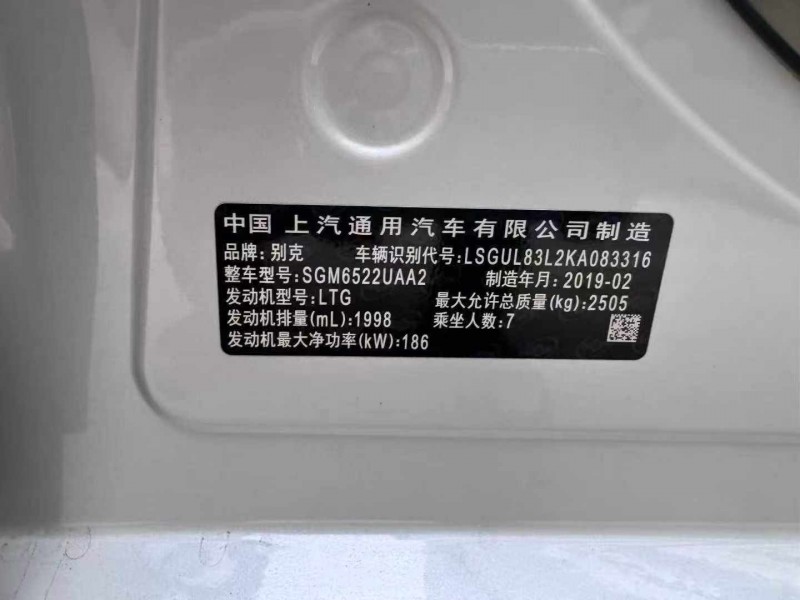 中国 上汽通用汽车有限公司制造
品牌: 别克 车辆识别代号:LSGUL83L2KA083316
整车型号:SGM6522UAA2 制造年月:2019-02
发动机型号:LTG 最大允许总质量(kg):2505
发动机排量(mL):1998 乘坐人数:7
发动机最大净功率(kW):186